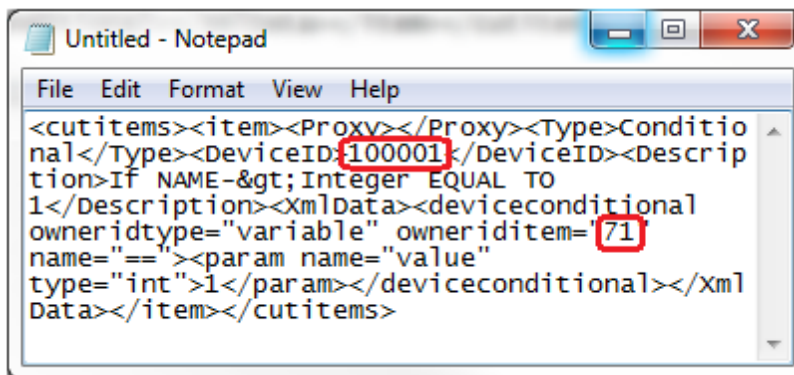 Untitled - Notepad
File Edit Format View Help
<cutitems><item><Proxy></Proxy><Type>Conditio
nal</Type><DeviceID>100001</DeviceID><Descrip
tion>If NAME-&gt;Integer EQUAL TO
1</Description><XmlData><deviceconditional
owneridtype="variable" owneriditem="71"
name="=="><param name="value"
type="int">1</param></deviceconditional></Xml
Data></item></cutitems>